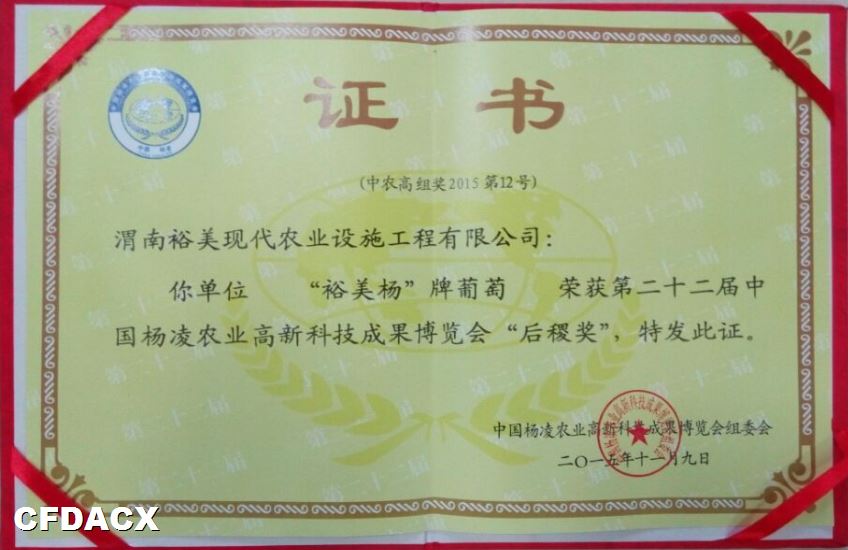 证书
(中农高组奖2015第12号)
渭南裕美现代农业设施工程有限公司：
你单位 “裕美杨”牌葡萄 荣获第二十二届中
国杨凌农业高新科技成果博览会“后稷奖”，特发此证。
中国杨凌农业高新科技成果博览会组委会
二〇一五年十一月九日
CFDACX